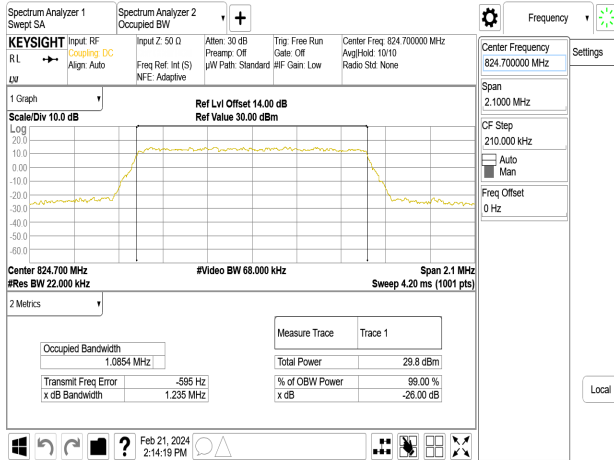 Spectrum Analyzer 1
Swept SA
Spectrum Analyzer 2
Occupied BW
+
Frequency
KEYSIGHT
R L
Input: RF
Coupling: DC
Align: Auto
Input Z: 50 Ω
Freq Ref: Int (S)
NFE: Adaptive
Atten: 30 dB
Preamp: Off
µW Path: Standard
Trig: Free Run
Gate: Off
#IF Gain: Low
Center Freq: 824.700000 MHz
Avg|Hold: 10/10
Radio Std: None
Center Frequency
824.700000 MHz
Settings
Span
2.1000 MHz
CF Step
210.000 kHz
Auto
Man
Freq Offset
0 Hz
Local
1 Graph
Scale/Div 10.0 dB
Ref Lvl Offset 14.00 dB
Ref Value 30.00 dBm
Log
20.0
10.0
0.00
-10.0
-20.0
-30.0
-40.0
-50.0
-60.0
Center 824.700 MHz
#Video BW 68.000 kHz
Span 2.1 MHz
#Res BW 22.000 kHz
Sweep 4.20 ms (1001 pts)
2 Metrics
Measure Trace Trace 1
Occupied Bandwidth
1.0854 MHz
Total Power 29.8 dBm
Transmit Freq Error -595 Hz
% of OBW Power 99.00 %
x dB Bandwidth 1.235 MHz
x dB -26.00 dB
?
Feb 21, 2024
2:14:19 PM